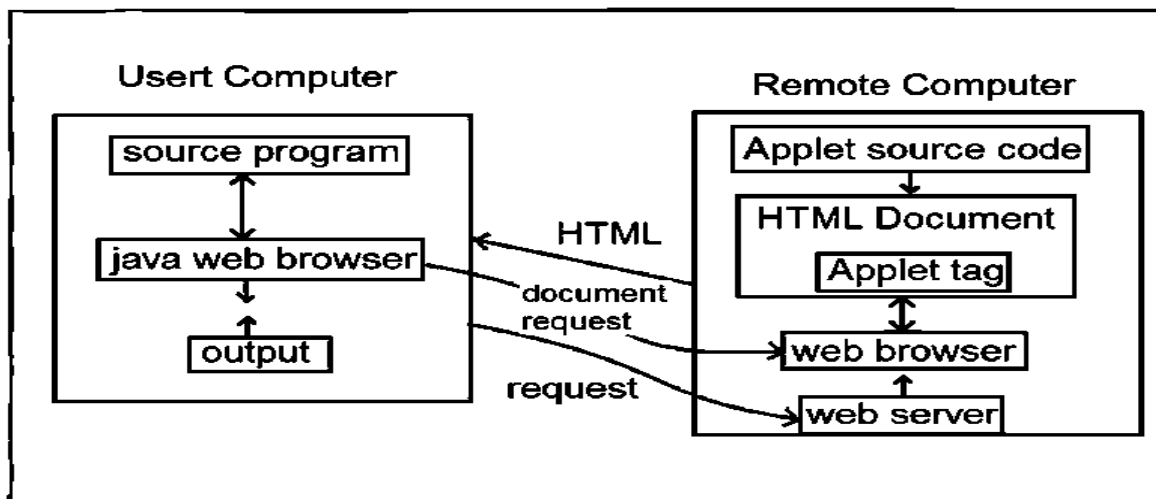 Usert Computer
source program
java web browser
output
HTML
document
request
request
Remote Computer
Applet source code
HTML Document
Applet tag
web browser
web server